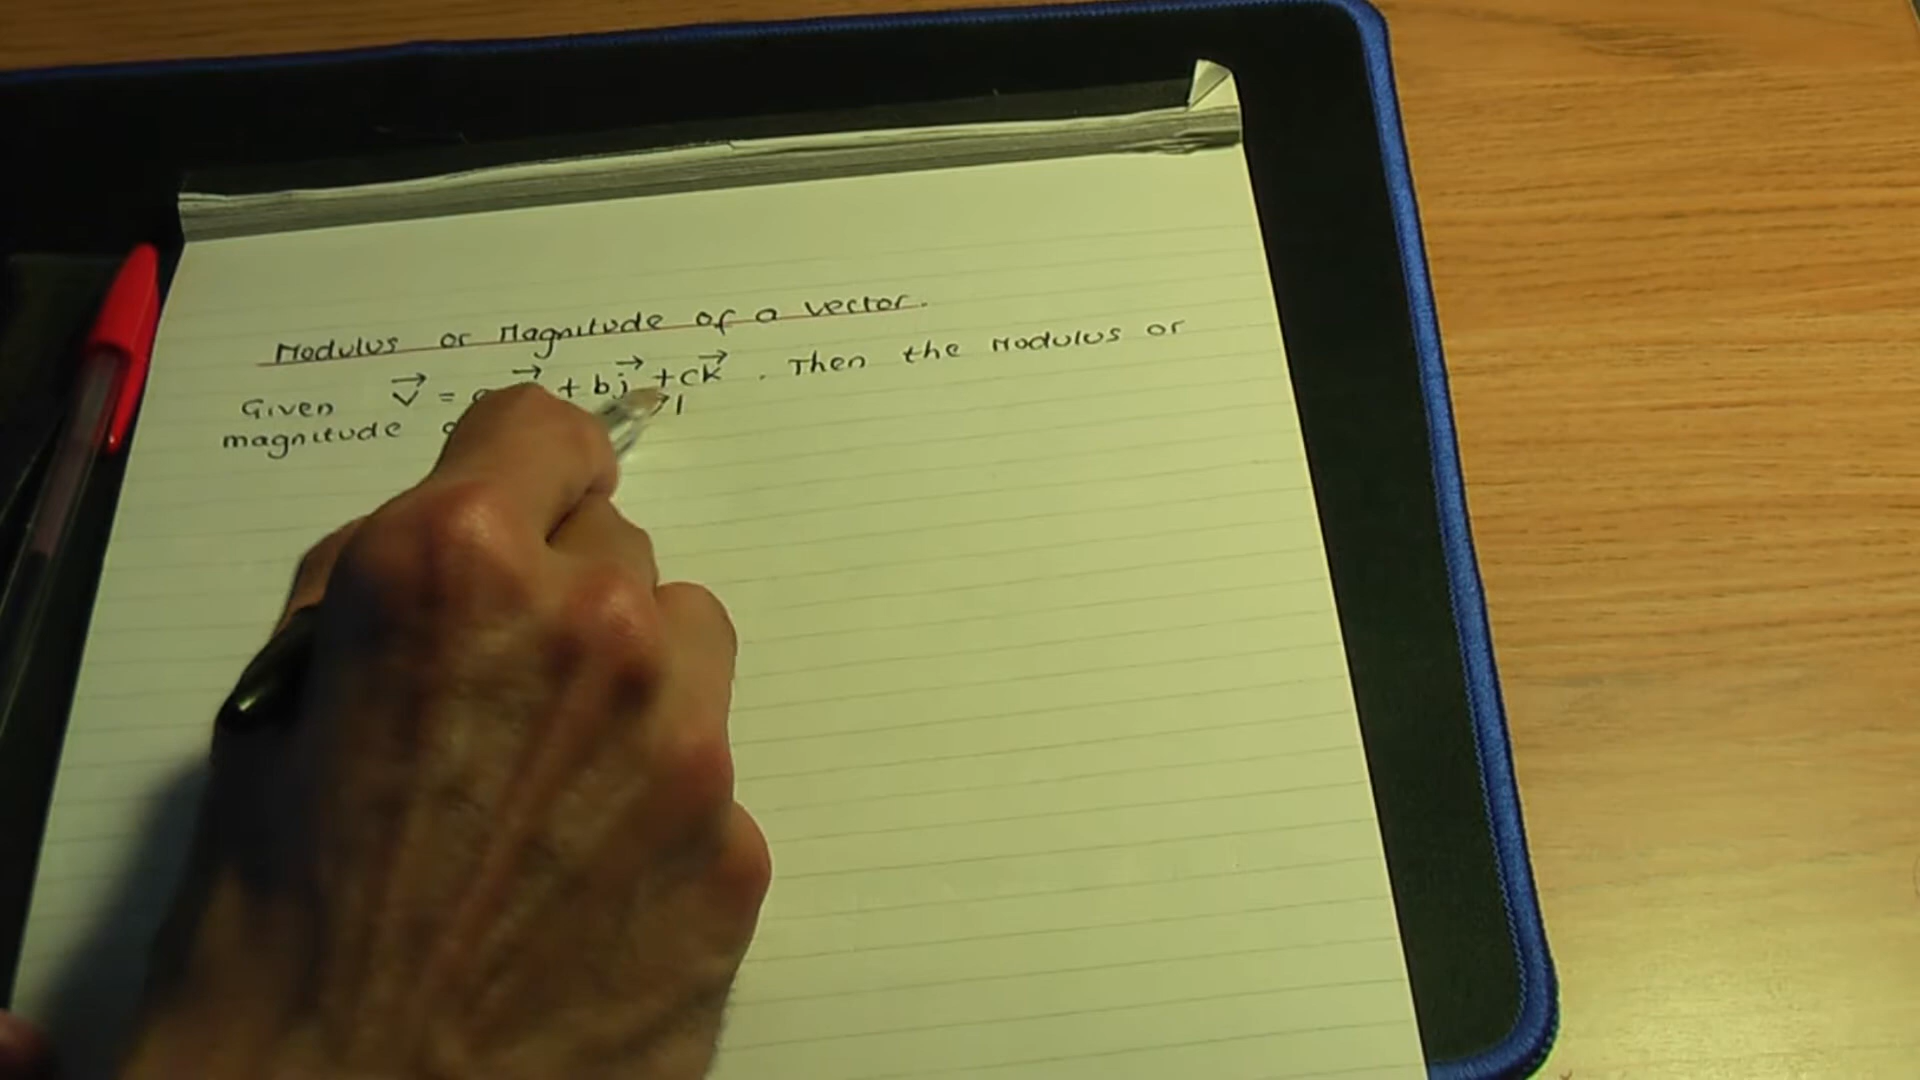 Modulus or Magnitude of a vector.
Given v⃗ = + bj⃗ + ck⃗ . Then the Modulus or
magnitude